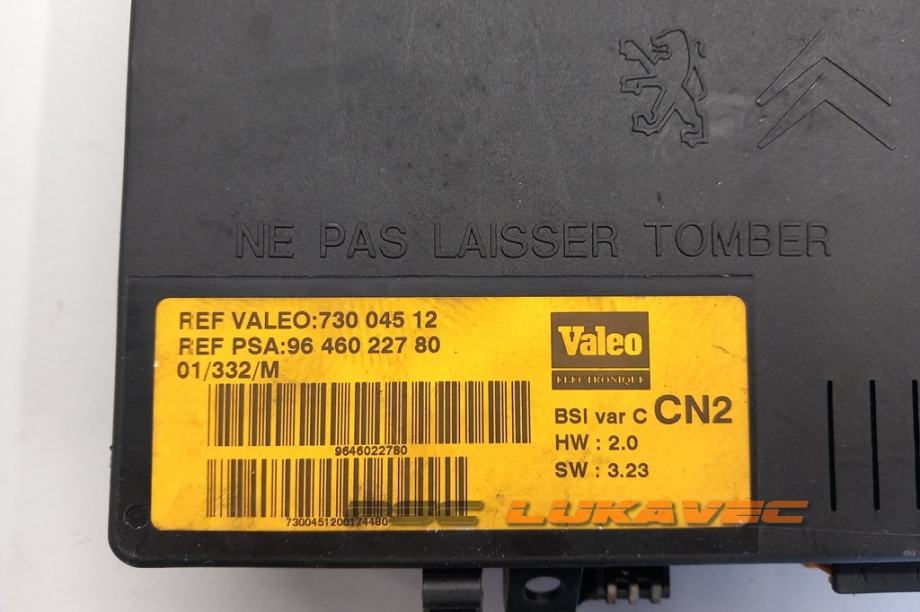 NE PAS LAISSER TOMBER
REF VALEO:730 045 12
REF PSA:96 460 227 80
01/332/M
Valeo
ELECTRONIQUE
BSI var C CN2
HW : 2.0
SW : 3.23
9646022780
7300451200174480
LUKAVEC
A